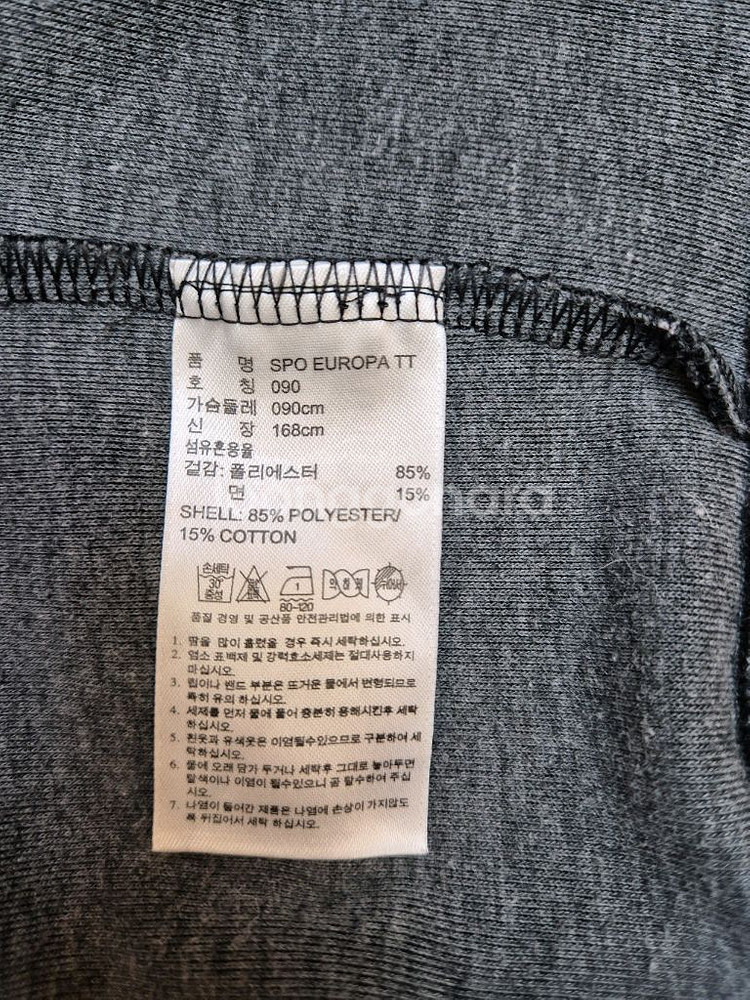 품 명 SPO EUROPA TT
호 칭 090
가슴둘레 090cm
신 장 168cm
섬유혼용율
겉감: 폴리에스터 85%
면 15%
SHELL: 85% POLYESTER/
15% COTTON
손세탁
30
중성
1
80~120
품질 경영 및 공산품 안전관리법에 의한 표시
1. 땀을 많이 흘렸을 경우 즉시 세탁하십시오.
2. 염소 표백제 및 강력효소세제는 절대사용하지
마십시오.
3. 립이나 밴드 부분은 뜨거운 물에서 변형되므로
특히 유의 하십시오.
4. 세제를 먼저 물에 풀어 충분히 용해시킨후 세탁
하십시오.
5. 흰옷과 유색옷은 이염될수있으므로 구분하여 세
탁하십시오.
6. 물에 오래 담가 두거나 세탁후 그대로 놓아두면
탈색이나 이염이 될수있으니 곧 탈수하여 주십
시오.
7. 나염이 들어간 제품은 나염에 손상이 가지않도
록 뒤집어서 세탁 하십시오.